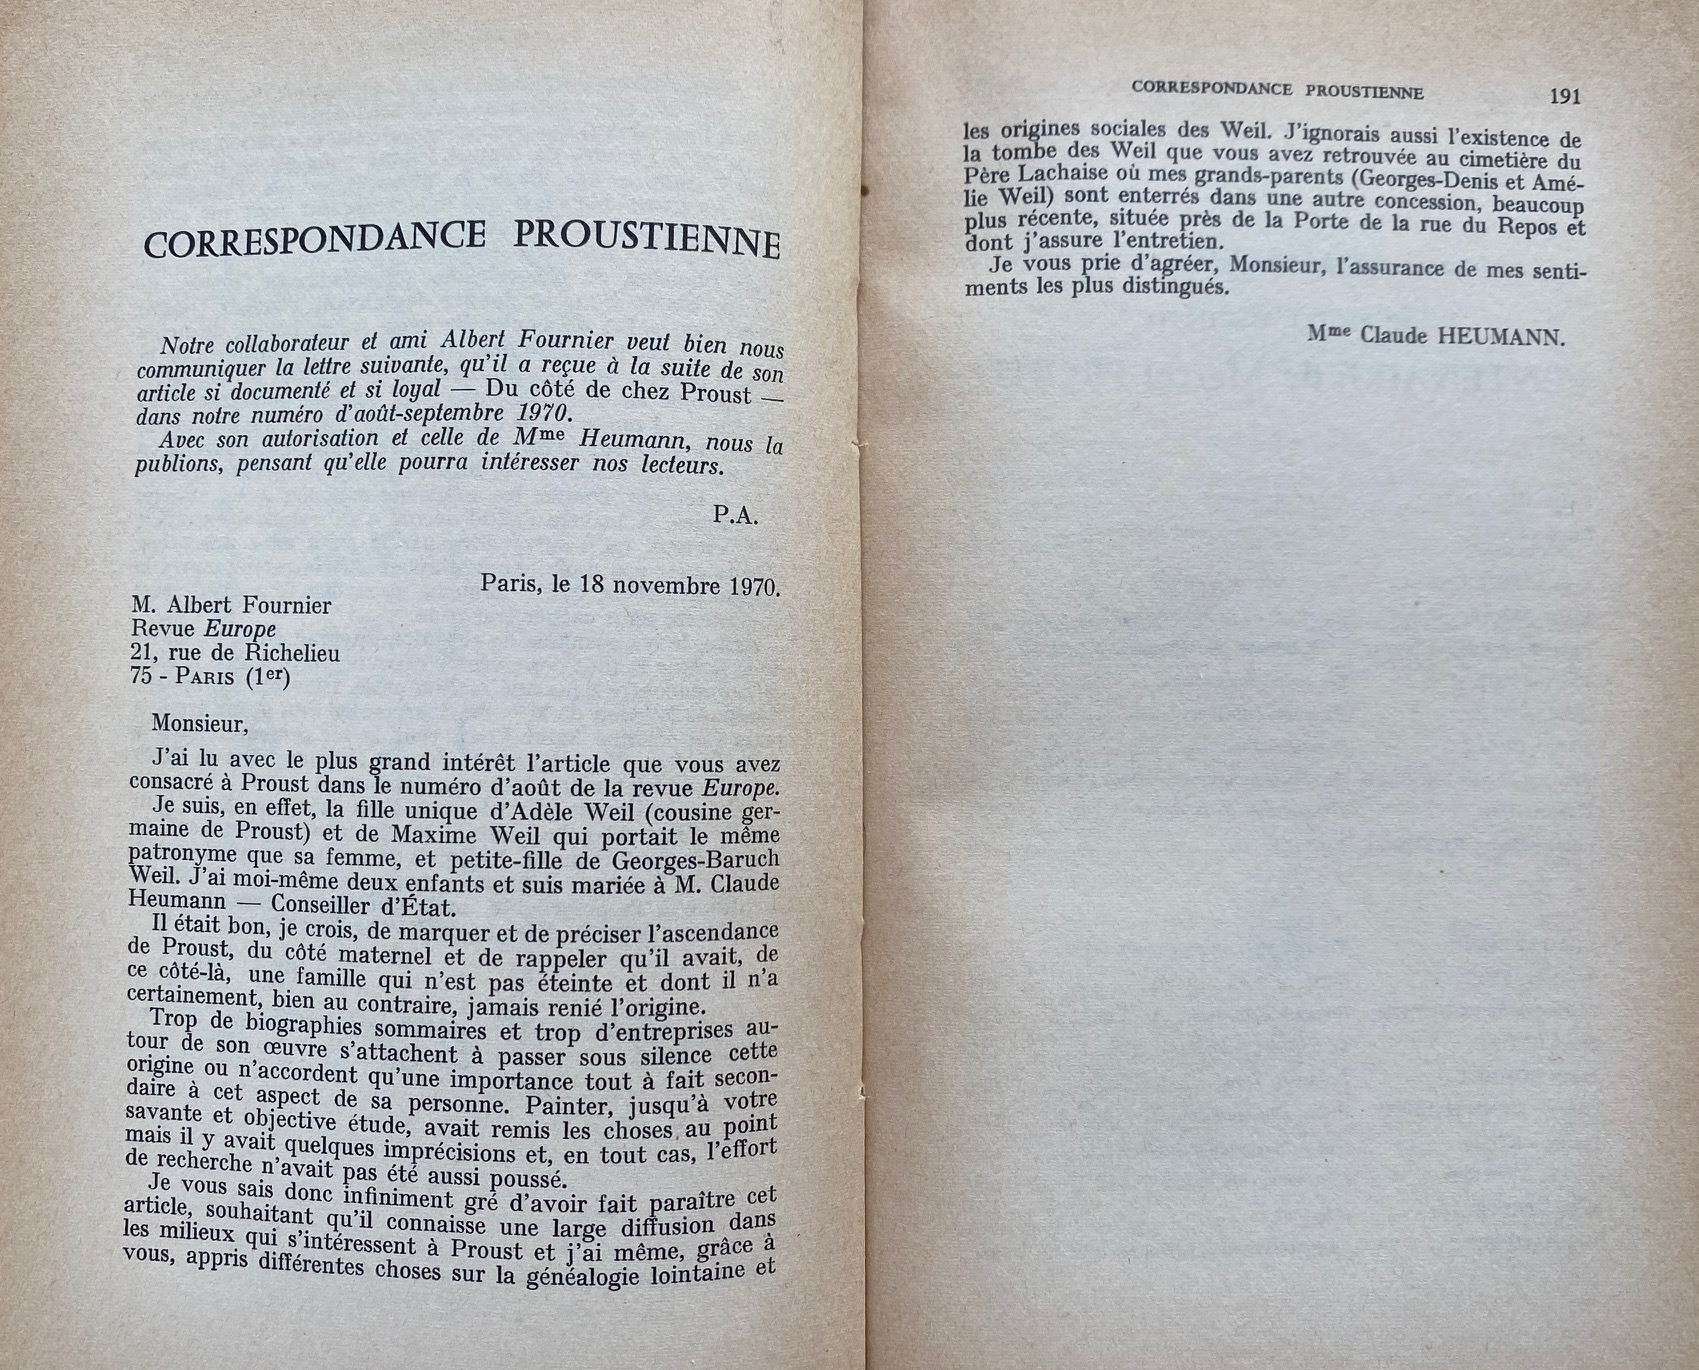 CORRESPONDANCE PROUSTIENNE
Notre collaborateur et ami Albert Fournier veut bien nous
communiquer la lettre suivante, qu'il a reçue à la suite de son
article si documenté et si loyal — Du côté de chez Proust —
dans notre numéro d'août-septembre 1970.
Avec son autorisation et celle de Mme Heumann, nous la
publions, pensant qu'elle pourra intéresser nos lecteurs.
P.A.
Paris, le 18 novembre 1970.
M. Albert Fournier
Revue Europe
21, rue de Richelieu
75 - PARIS (1er)
Monsieur,
J'ai lu avec le plus grand intérêt l'article que vous avez
consacré à Proust dans le numéro d'août de la revue Europe.
Je suis, en effet, la fille unique d'Adèle Weil (cousine ger-
maine de Proust) et de Maxime Weil qui portait le même
patronyme que sa femme, et petite-fille de Georges-Baruch
Weil. J'ai moi-même deux enfants et suis mariée à M. Claude
Heumann — Conseiller d'État.
Il était bon, je crois, de marquer et de préciser l'ascendance
de Proust, du côté maternel et de rappeler qu'il avait, de
ce côté-là, une famille qui n'est pas éteinte et dont il n'a
certainement, bien au contraire, jamais renié l'origine.
Trop de biographies sommaires et trop d'entreprises au-
tour de son œuvre s'attachent à passer sous silence cette
origine ou n'accordent qu'une importance tout à fait secon-
daire à cet aspect de sa personne. Painter, jusqu'à votre
savante et objective étude, avait remis les choses au point
mais il y avait quelques imprécisions et, en tout cas, l'effort
de recherche n'avait pas été aussi poussé.
Je vous sais donc infiniment gré d'avoir fait paraître cet
article, souhaitant qu'il connaisse une large diffusion dans
les milieux qui s'intéressent à Proust et j'ai même, grâce à
vous, appris différentes choses sur la généalogie lointaine et
CORRESPONDANCE PROUSTIENNE 191
les origines sociales des Weil. J'ignorais aussi l'existence de
la tombe des Weil que vous avez retrouvée au cimetière du
Père Lachaise où mes grands-parents (Georges-Denis et Amé-
lie Weil) sont enterrés dans une autre concession, beaucoup
plus récente, située près de la Porte de la rue du Repos et
dont j'assure l'entretien.
Je vous prie d'agréer, Monsieur, l'assurance de mes senti-
ments les plus distingués.
Mme Claude HEUMANN.